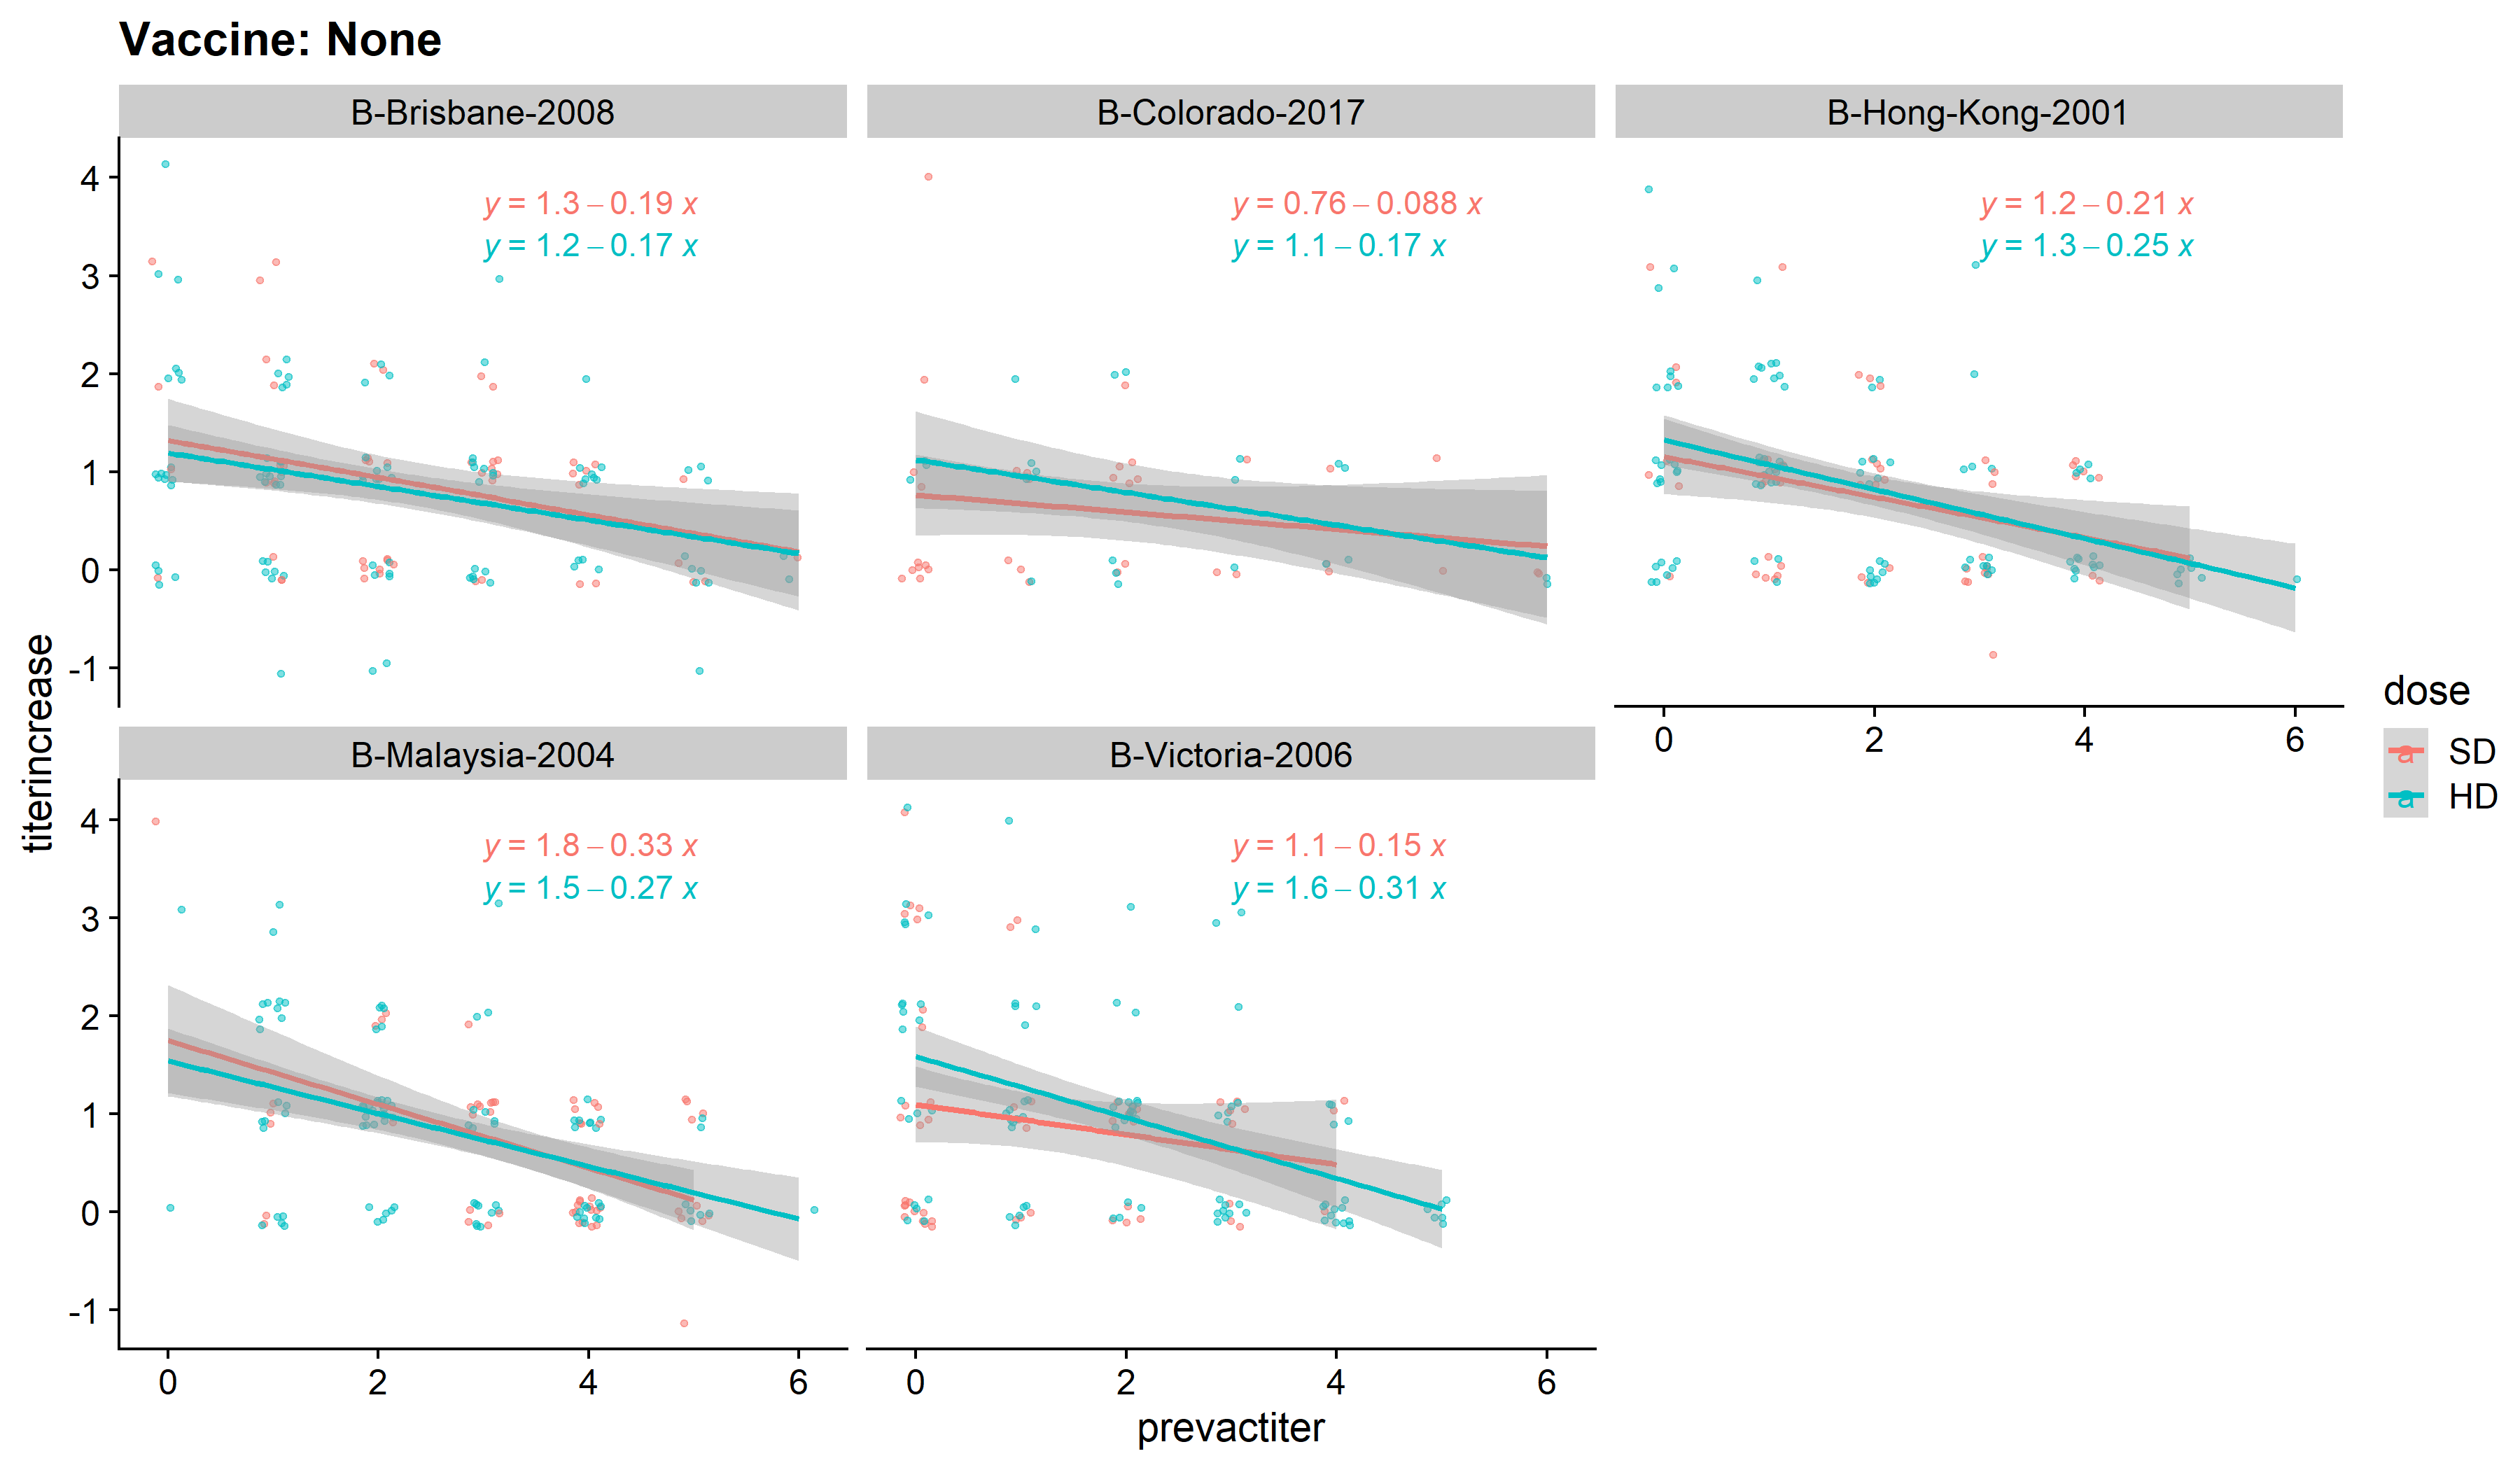 Vaccine: None
B-Brisbane-2008
B-Colorado-2017
B-Hong-Kong-2001
4
3
2
1
0
-1
y = 1.3 – 0.19 x
y = 1.2 – 0.17 x
y = 0.76 – 0.088 x
y = 1.1 – 0.17 x
y = 1.2 – 0.21 x
y = 1.3 – 0.25 x
0 2 4 6
B-Malaysia-2004
B-Victoria-2006
4
3
2
1
0
-1
y = 1.8 – 0.33 x
y = 1.5 – 0.27 x
y = 1.1 – 0.15 x
y = 1.6 – 0.31 x
0 2 4 6
0 2 4 6
titerincrease
prevactiter
dose
a SD
a HD